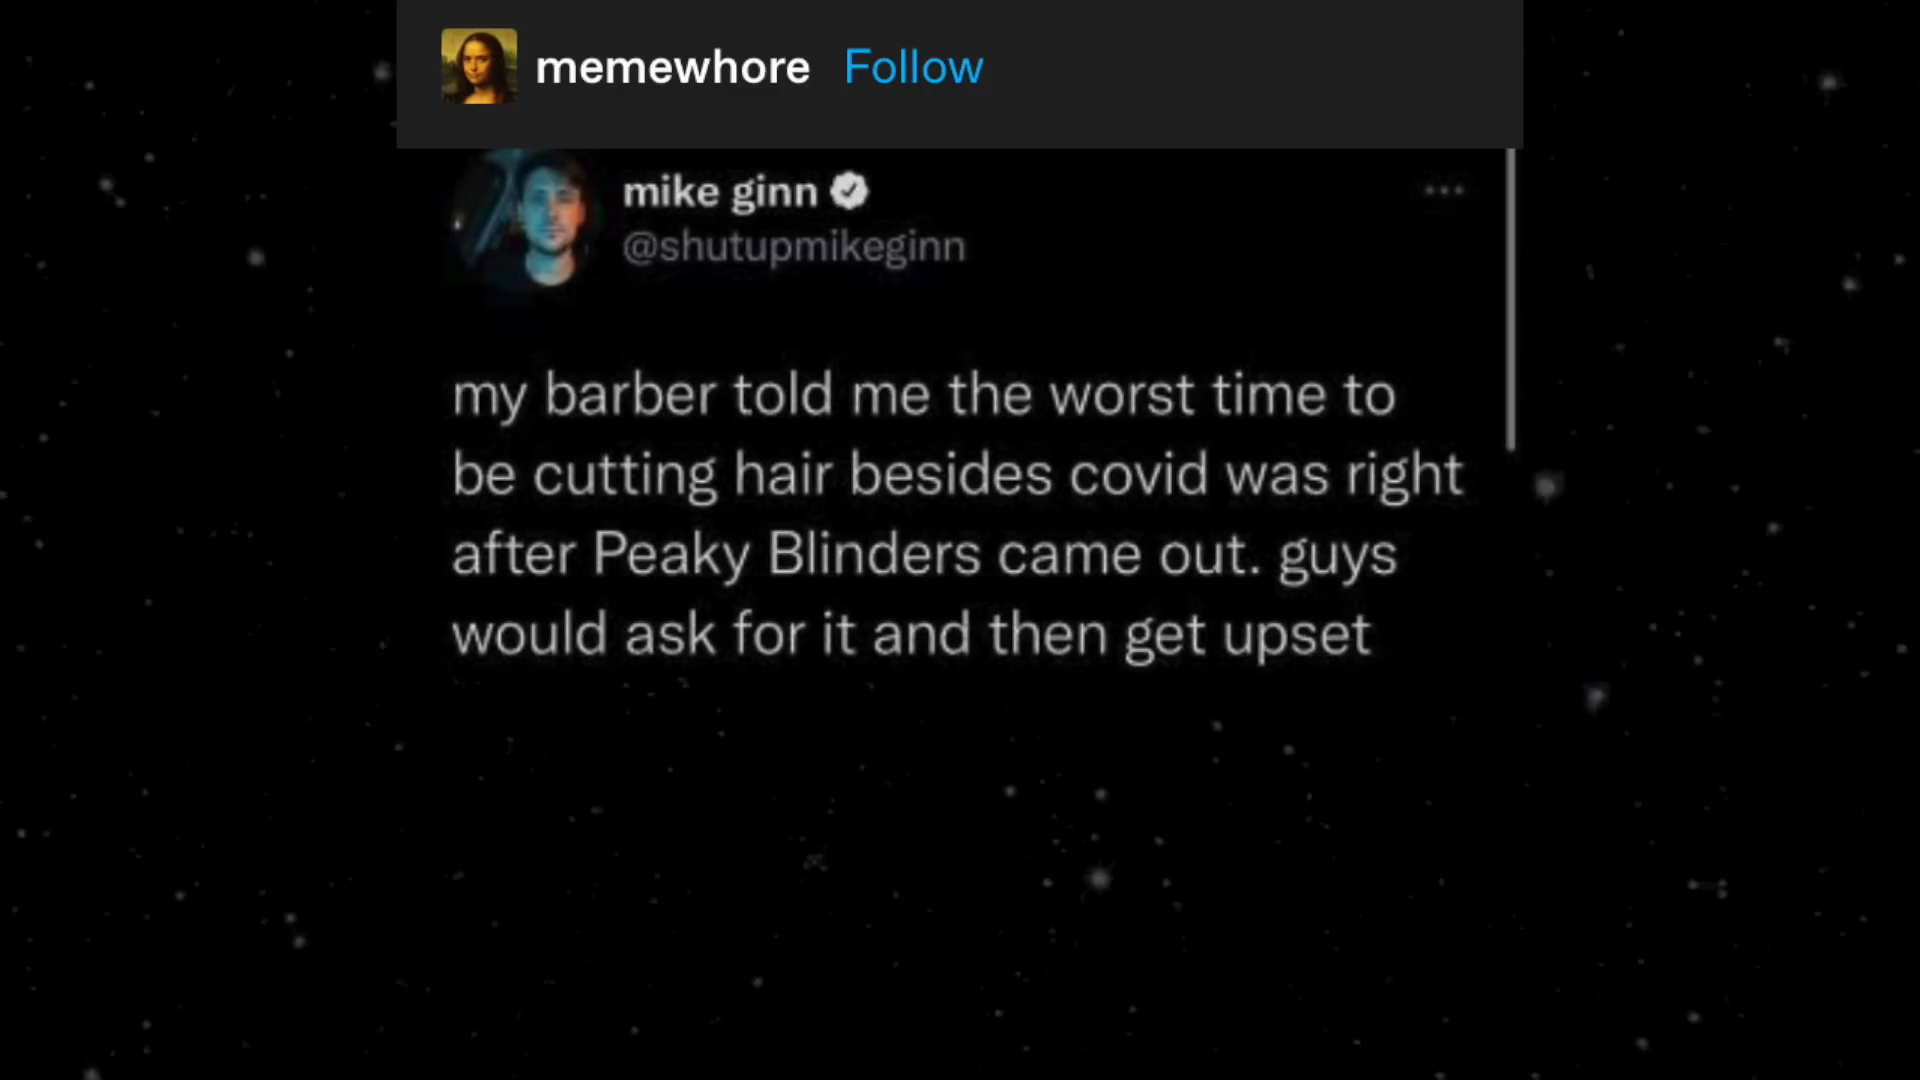 memewhore Follow
mike ginn
@shutupmikeginn
my barber told me the worst time to
be cutting hair besides covid was right
after Peaky Blinders came out. guys
would ask for it and then get upset